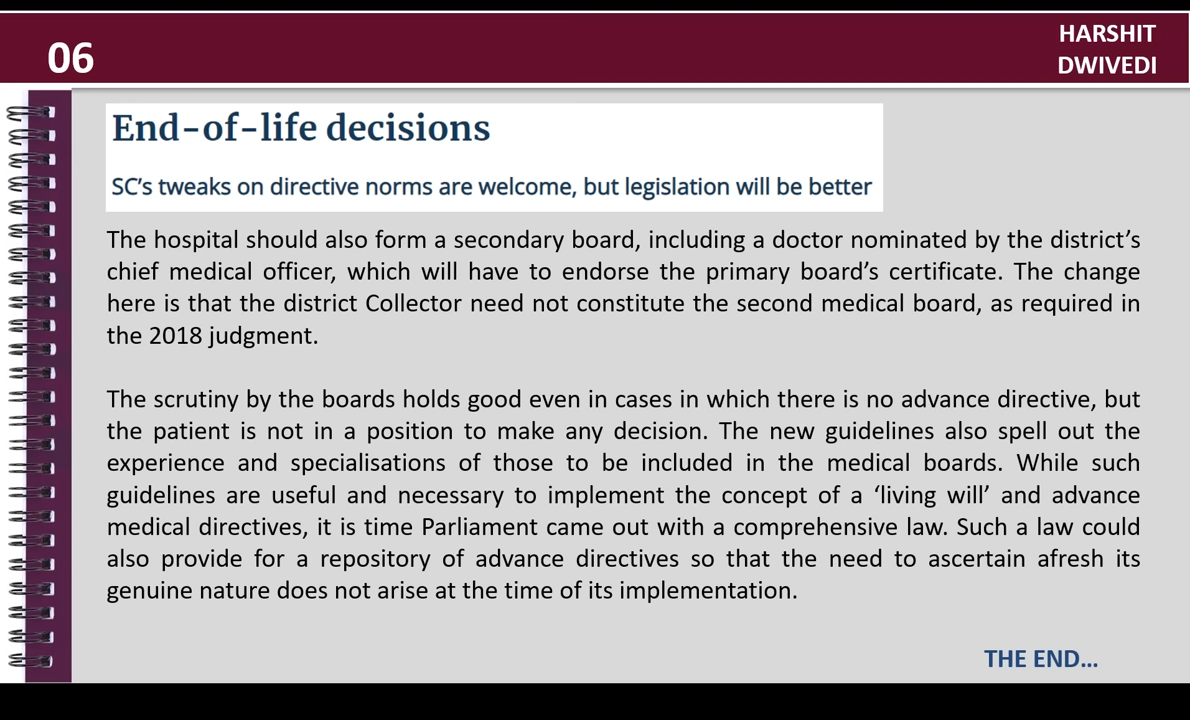 06
HARSHIT
DWIVEDI
End-of-life decisions
SC's tweaks on directive norms are welcome, but legislation will be better
The hospital should also form a secondary board, including a doctor nominated by the district's
chief medical officer, which will have to endorse the primary board's certificate. The change
here is that the district Collector need not constitute the second medical board, as required in
the 2018 judgment.
The scrutiny by the boards holds good even in cases in which there is no advance directive, but
the patient is not in a position to make any decision. The new guidelines also spell out the
experience and specialisations of those to be included in the medical boards. While such
guidelines are useful and necessary to implement the concept of a ‘living will’ and advance
medical directives, it is time Parliament came out with a comprehensive law. Such a law could
also provide for a repository of advance directives so that the need to ascertain afresh its
genuine nature does not arise at the time of its implementation.
THE END...